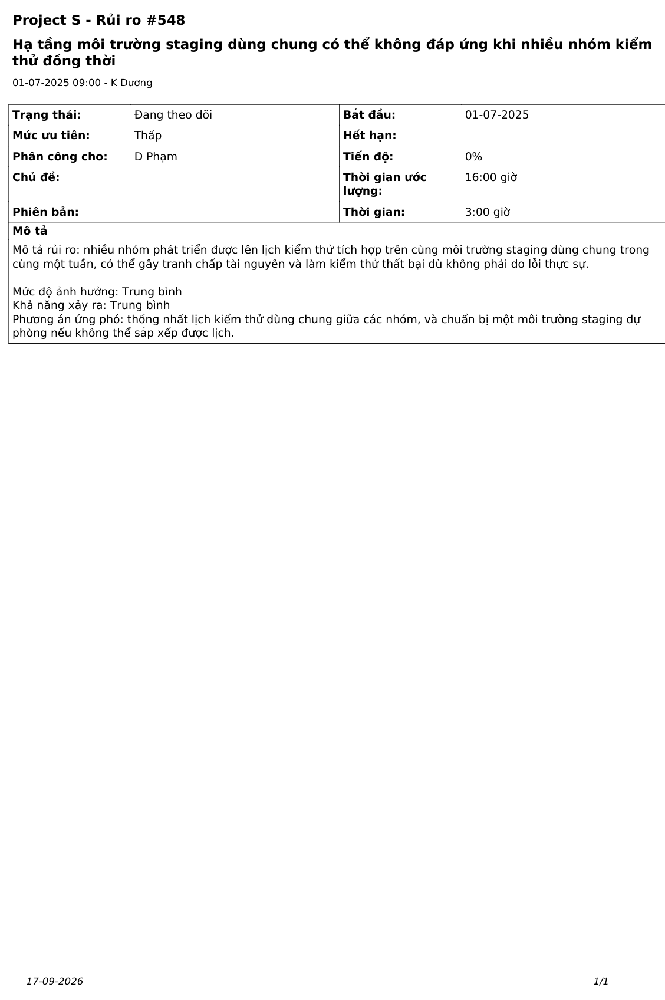 Project S - Rủi ro #548
Hạ tầng môi trường staging dùng chung có thể không đáp ứng khi nhiều nhóm kiểm
thử đồng thời
01-07-2025 09:00 - K Dương
Trạng thái: Đang theo dõi Bát đầu: 01-07-2025
Mức ưu tiên: Thấp Hết hạn:
Phân công cho: D Phạm Tiến độ: 0%
Chủ đề: Thời gian ước
lượng: 16:00 giờ
Phiên bản: Thời gian: 3:00 giờ
Mô tả
Mô tả rủi ro: nhiều nhóm phát triển được lên lịch kiểm thử tích hợp trên cùng môi trường staging dùng chung trong
cùng một tuần, có thể gây tranh chấp tài nguyên và làm kiểm thử thất bại dù không phải do lỗi thực sự.
Mức độ ảnh hưởng: Trung bình
Khả năng xảy ra: Trung bình
Phương án ứng phó: thống nhất lịch kiểm thử dùng chung giữa các nhóm, và chuẩn bị một môi trường staging dự
phòng nếu không thể sáp xếp được lịch.
17-09-2026 1/1